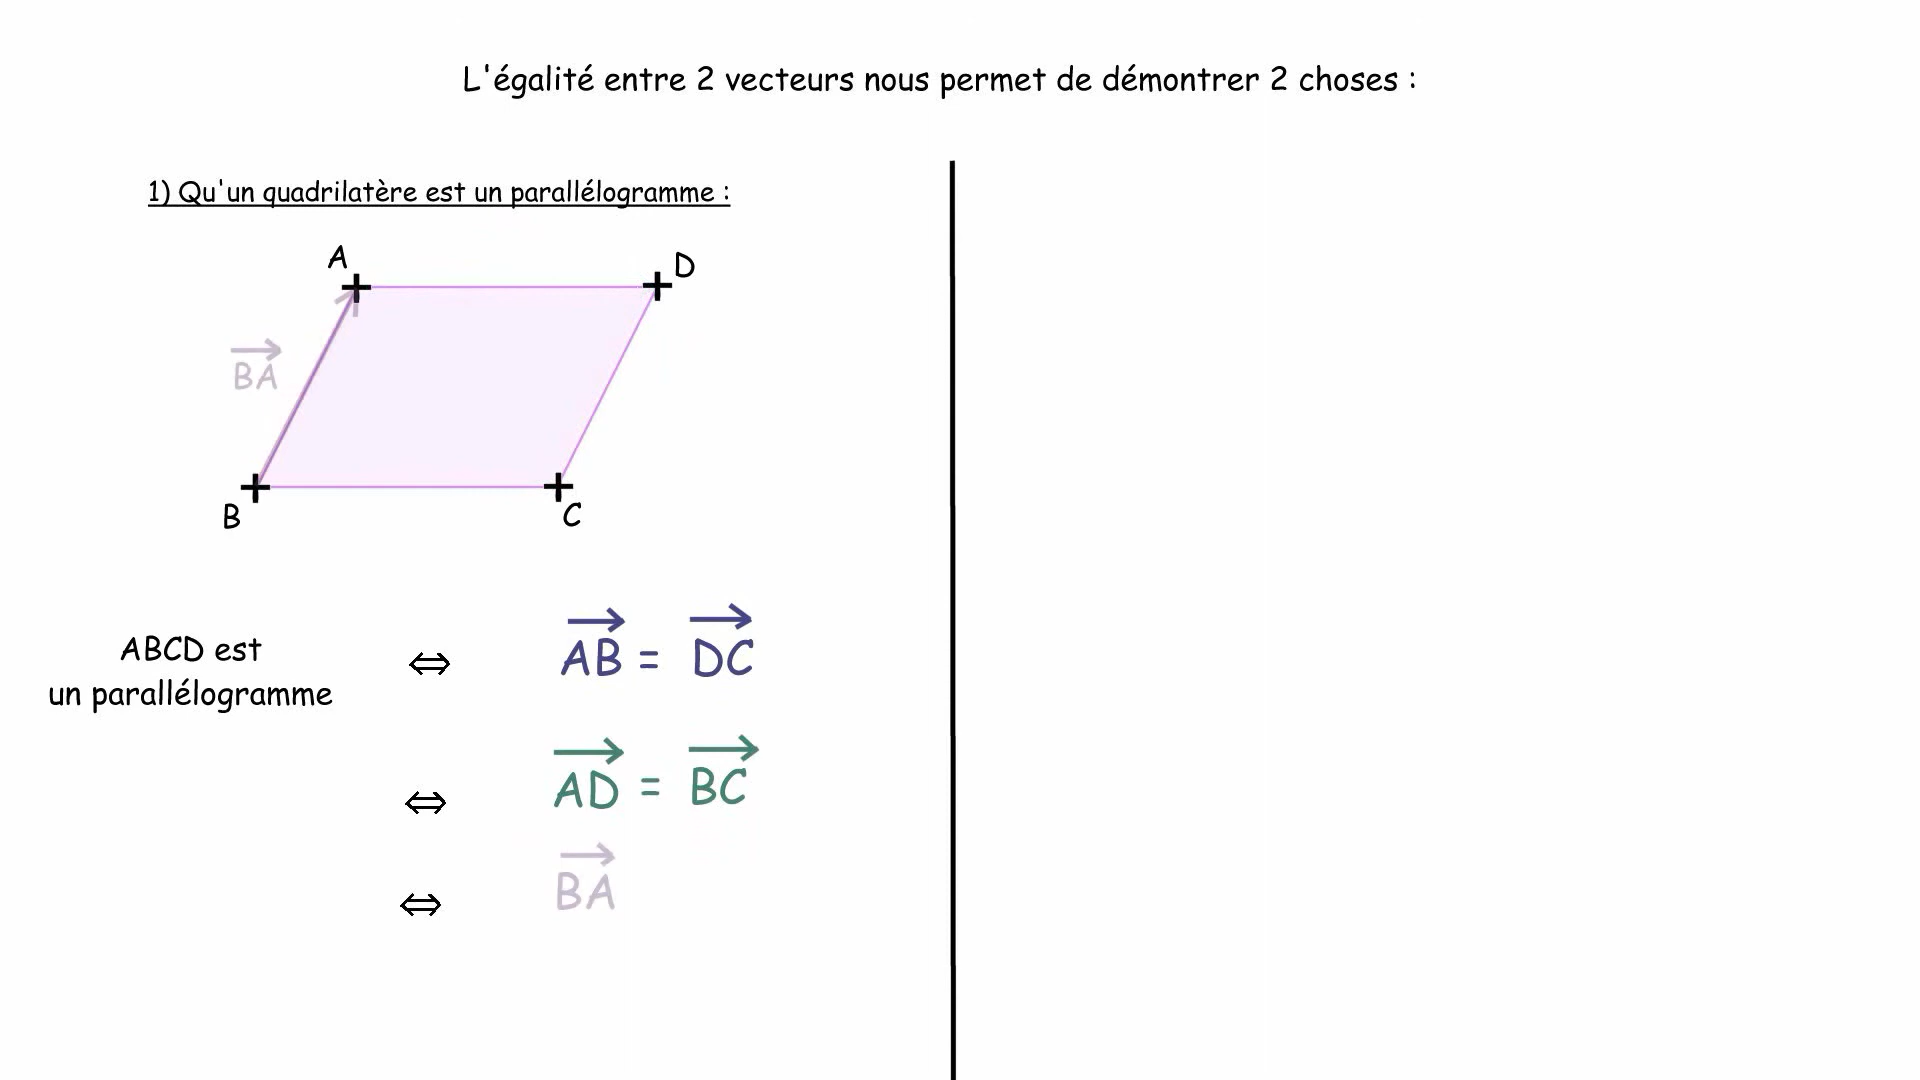 L'égalité entre 2 vecteurs nous permet de démontrer 2 choses :
1) Qu'un quadrilatère est un parallélogramme :
A
D
BA
B
C
ABCD est
un parallélogramme
⇔ AB = DC
⇔ AD = BC
⇔ BA